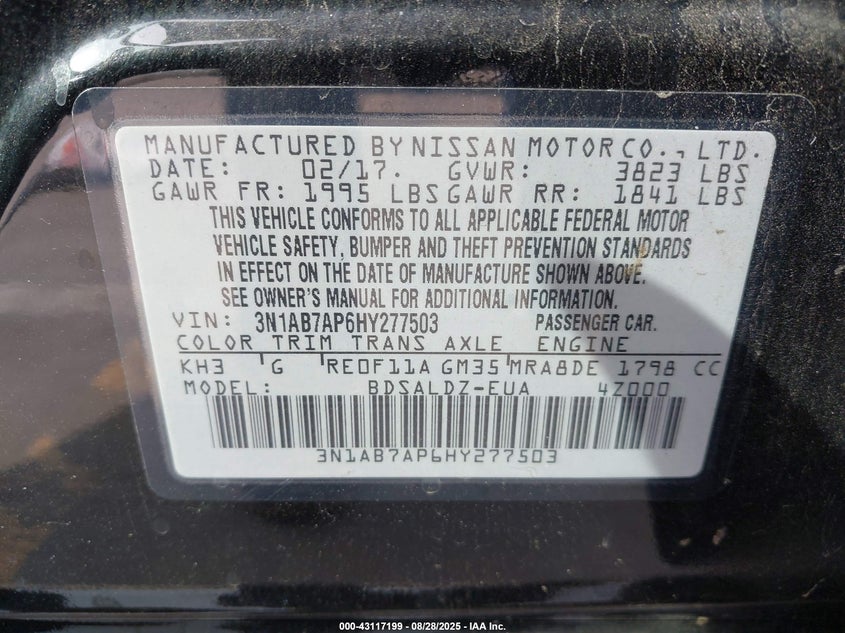 MANUFACTURED BY NISSAN MOTOR CO., LTD.
DATE: 02/17. GVWR: 3823 LBS
GAWR FR: 1995 LBS GAWR RR: 1841 LBS
THIS VEHICLE CONFORMS TO ALL APPLICABLE FEDERAL MOTOR
VEHICLE SAFETY, BUMPER AND THEFT PREVENTION STANDARDS
IN EFFECT ON THE DATE OF MANUFACTURE SHOWN ABOVE.
SEE OWNER'S MANUAL FOR ADDITIONAL INFORMATION.
VIN: 3N1AB7AP6HY277503 PASSENGER CAR.
COLOR TRIM TRANS AXLE ENGINE
KH3 G RE0F11A GM35 MRA8DE 1798 CC
MODEL: BDSALDZ-EUA 4Z000
3N1AB7AP6HY277503
000-43117199 - 08/28/2025 - IAA Inc.